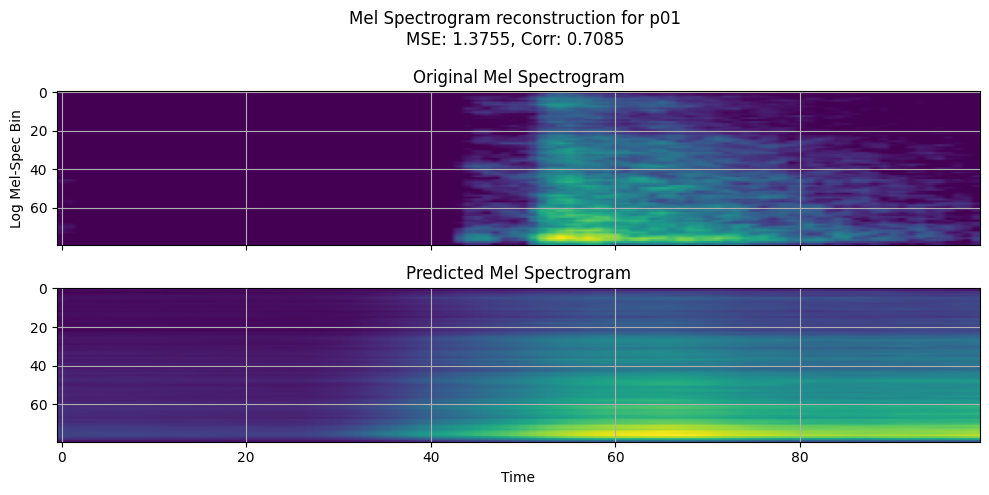 Mel Spectrogram reconstruction for p01
MSE: 1.3755, Corr: 0.7085
Original Mel Spectrogram
0
20
40
60
Log Mel-Spec Bin
Predicted Mel Spectrogram
0
20
40
60
0 20 40 60 80
Time